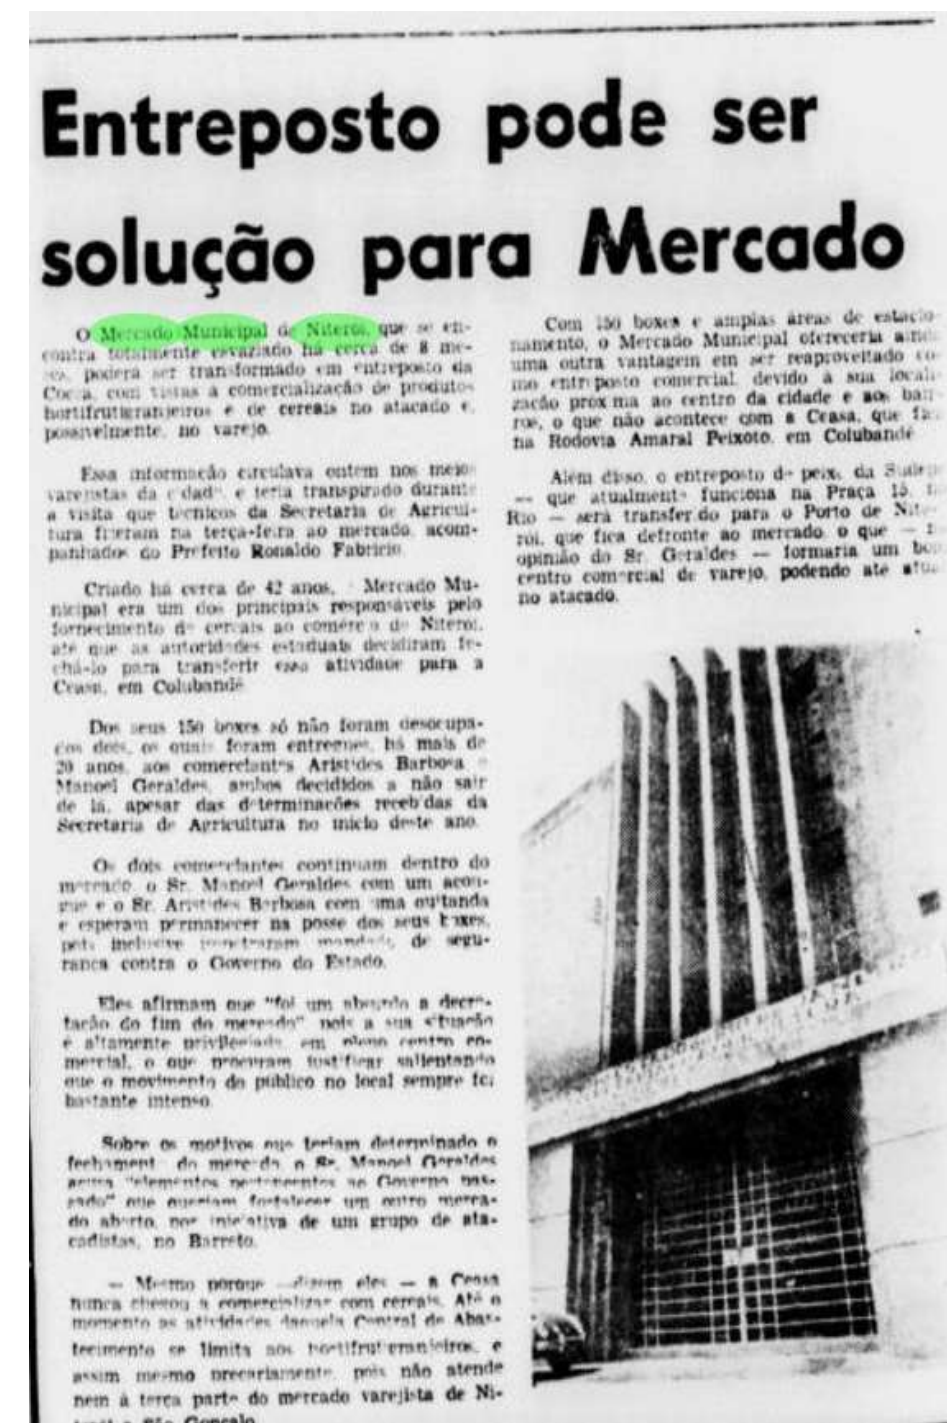 Entreposto pode ser
solução para Mercado
O Mercado Municipal de Niteroi, que se en-
contra totalmente esvaziado há cerca de 8 me-
ses, poderá ser transformado em entreposto da
com vistas à comercialização de produtos
hortifrutigranjeiros e de cereais no atacado e,
possivelmente, no varejo.
Essa informação circulava ontem nos meios
varejistas da cidade, e teria transpirado durante
a visita que técnicos da Secretaria de Agricul-
tura fizeram na terça-feira ao mercado, acom-
panhados do Prefeito Ronaldo Fabrício.
Criado há cerca de 42 anos, Mercado Mu-
nicipal era um dos principais responsáveis pelo
fornecimento de cereais ao comércio de Niteroi,
até que as autoridades estaduais decidiram fe-
chá-lo para transferir essa atividade para a
Ceasa, em Colubandê
Dos seus 150 boxes só não foram desocupa-
dos dois, os quais foram entregues, há mais de
20 anos, aos comerciantes Aristides Barbosa e
Manoel Geraldes, ambos decididos a não sair
de lá, apesar das determinações recebidas da
Secretaria de Agricultura no início deste ano.
Os dois comerciantes continuam dentro do
mercado, o Sr. Manoel Geraldes com um açou-
gue e o Sr. Aristides Barbosa com uma quitanda
e esperam permanecer na posse dos seus boxes,
pois inclusive impetraram mandado de segu-
rança contra o Governo do Estado.
Eles afirmam que "foi um absurdo a decre-
tação do fim do mercado" pois a sua situação
é altamente privilegiada, em pleno centro co-
mercial, o que procuram justificar salientando
que o movimento do público no local sempre foi
bastante intenso.
Sobre os motivos que teriam determinado o
fechamento do mercado o Sr. Manoel Geraldes
acusa "elementos pertencentes ao Governo pas-
sado" que queriam fortalecer um outro merca-
do aberto, por iniciativa de um grupo de ata-
cadistas, no Barreto.
— Mesmo porque — dizem eles — a Ceasa
nunca chegou a comercializar com cereais. Até o
momento as atividades daquela Central de Abas-
tecimento se limita aos hortifrutigranjeiros, e
assim mesmo precariamente, pois não atende
nem à terça parte do mercado varejista de Ni-
terói e São Gonçalo.
Com 150 boxes e amplas áreas de estacio-
namento, o Mercado Municipal ofereceria ainda
uma outra vantagem em ser reaproveitado co-
mo entreposto comercial, devido à sua locali-
zação próxima ao centro da cidade e aos bair-
ros, o que não acontece com a Ceasa, que fica
na Rodovia Amaral Peixoto, em Colubandê
Além disso, o entreposto de peixe da Sudepe
— que atualmente funciona na Praça 15, no
Rio — será transferido para o Porto de Nite-
roi, que fica defronte ao mercado, o que — na
opinião do Sr. Geraldes — formaria um bom
centro comercial de varejo, podendo até atuar
no atacado.